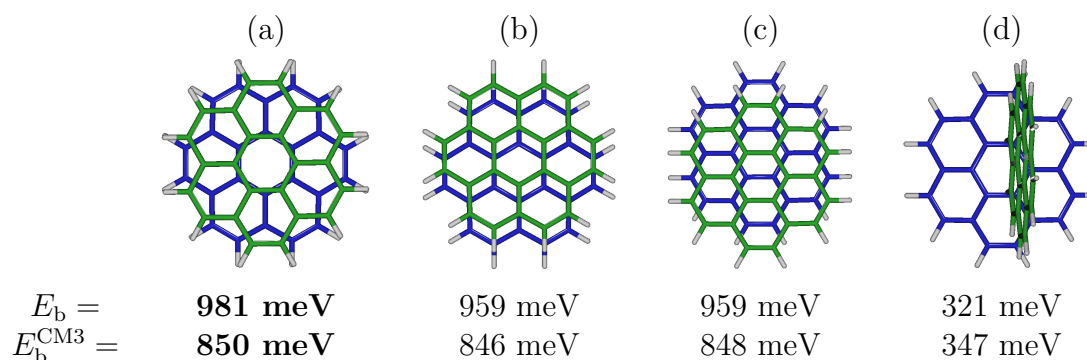 (a) (b) (c) (d)
E_b = 981 meV 959 meV 959 meV 321 meV
E_b^CM3 = 850 meV 846 meV 848 meV 347 meV